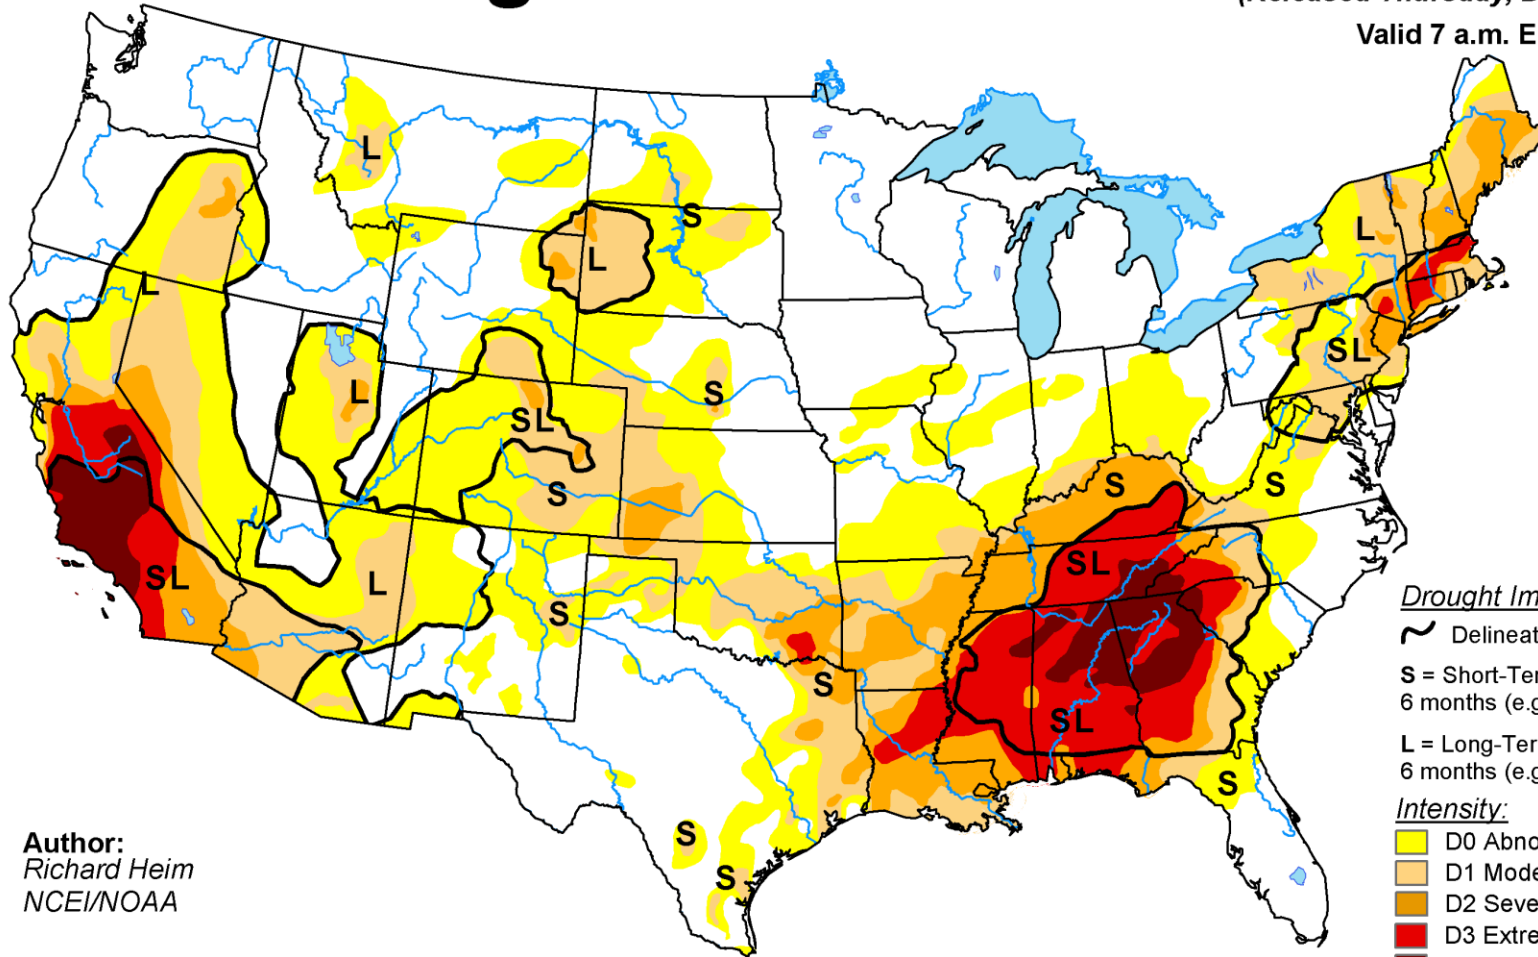 Valid 7 a.m. E
L
S
L
L
L
L
S
SL
SL
S
S
S
SL
SL
L
S
S
SL
S
S
S
Drought Im
Delineat
S = Short-Ter
6 months (e.g
L = Long-Ter
6 months (e.g
Intensity:
D0 Abno
D1 Mode
D2 Seve
D3 Extre
Author:
Richard Heim
NCEI/NOAA